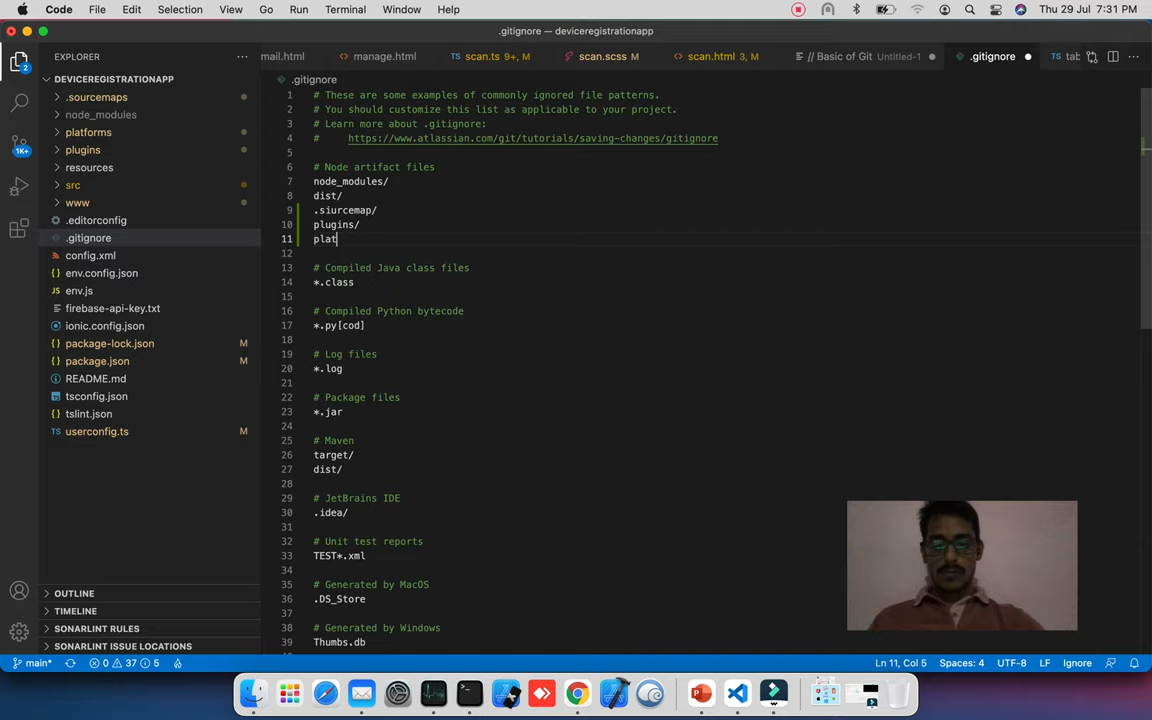 Code File Edit Selection View Go Run Terminal Window Help Thu 29 Jul 7:31 PM
.gitignore — deviceregistrationapp
EXPLORER
mail.html manage.html TS scan.ts 9+, M scan.scss M scan.html 3, M // Basic of Git Untitled-1 .gitignore TS tab
DEVICEREGISTRATIONAPP
.sourcemaps
node_modules
platforms
plugins
resources
src
www
.editorconfig
.gitignore
config.xml
{} env.config.json
JS env.js
firebase-api-key.txt
ionic.config.json
{} package-lock.json M
{} package.json M
README.md
tsconfig.json
{} tslint.json
TS userconfig.ts M
OUTLINE
TIMELINE
SONARLINT RULES
SONARLINT ISSUE LOCATIONS
2
1K+
.gitignore
1 # These are some examples of commonly ignored file patterns.
2 # You should customize this list as applicable to your project.
3 # Learn more about .gitignore:
4 # https://www.atlassian.com/git/tutorials/saving-changes/gitignore
5
6 # Node artifact files
7 node_modules/
8 dist/
9 .siurcemap/
10 plugins/
11 plat
12
13 # Compiled Java class files
14 *.class
15
16 # Compiled Python bytecode
17 *.py[cod]
18
19 # Log files
20 *.log
21
22 # Package files
23 *.jar
24
25 # Maven
26 target/
27 dist/
28
29 # JetBrains IDE
30 .idea/
31
32 # Unit test reports
33 TEST*.xml
34
35 # Generated by MacOS
36 .DS_Store
37
38 # Generated by Windows
39 Thumbs.db
main* 0 37 5 Ln 11, Col 5 Spaces: 4 UTF-8 LF Ignore